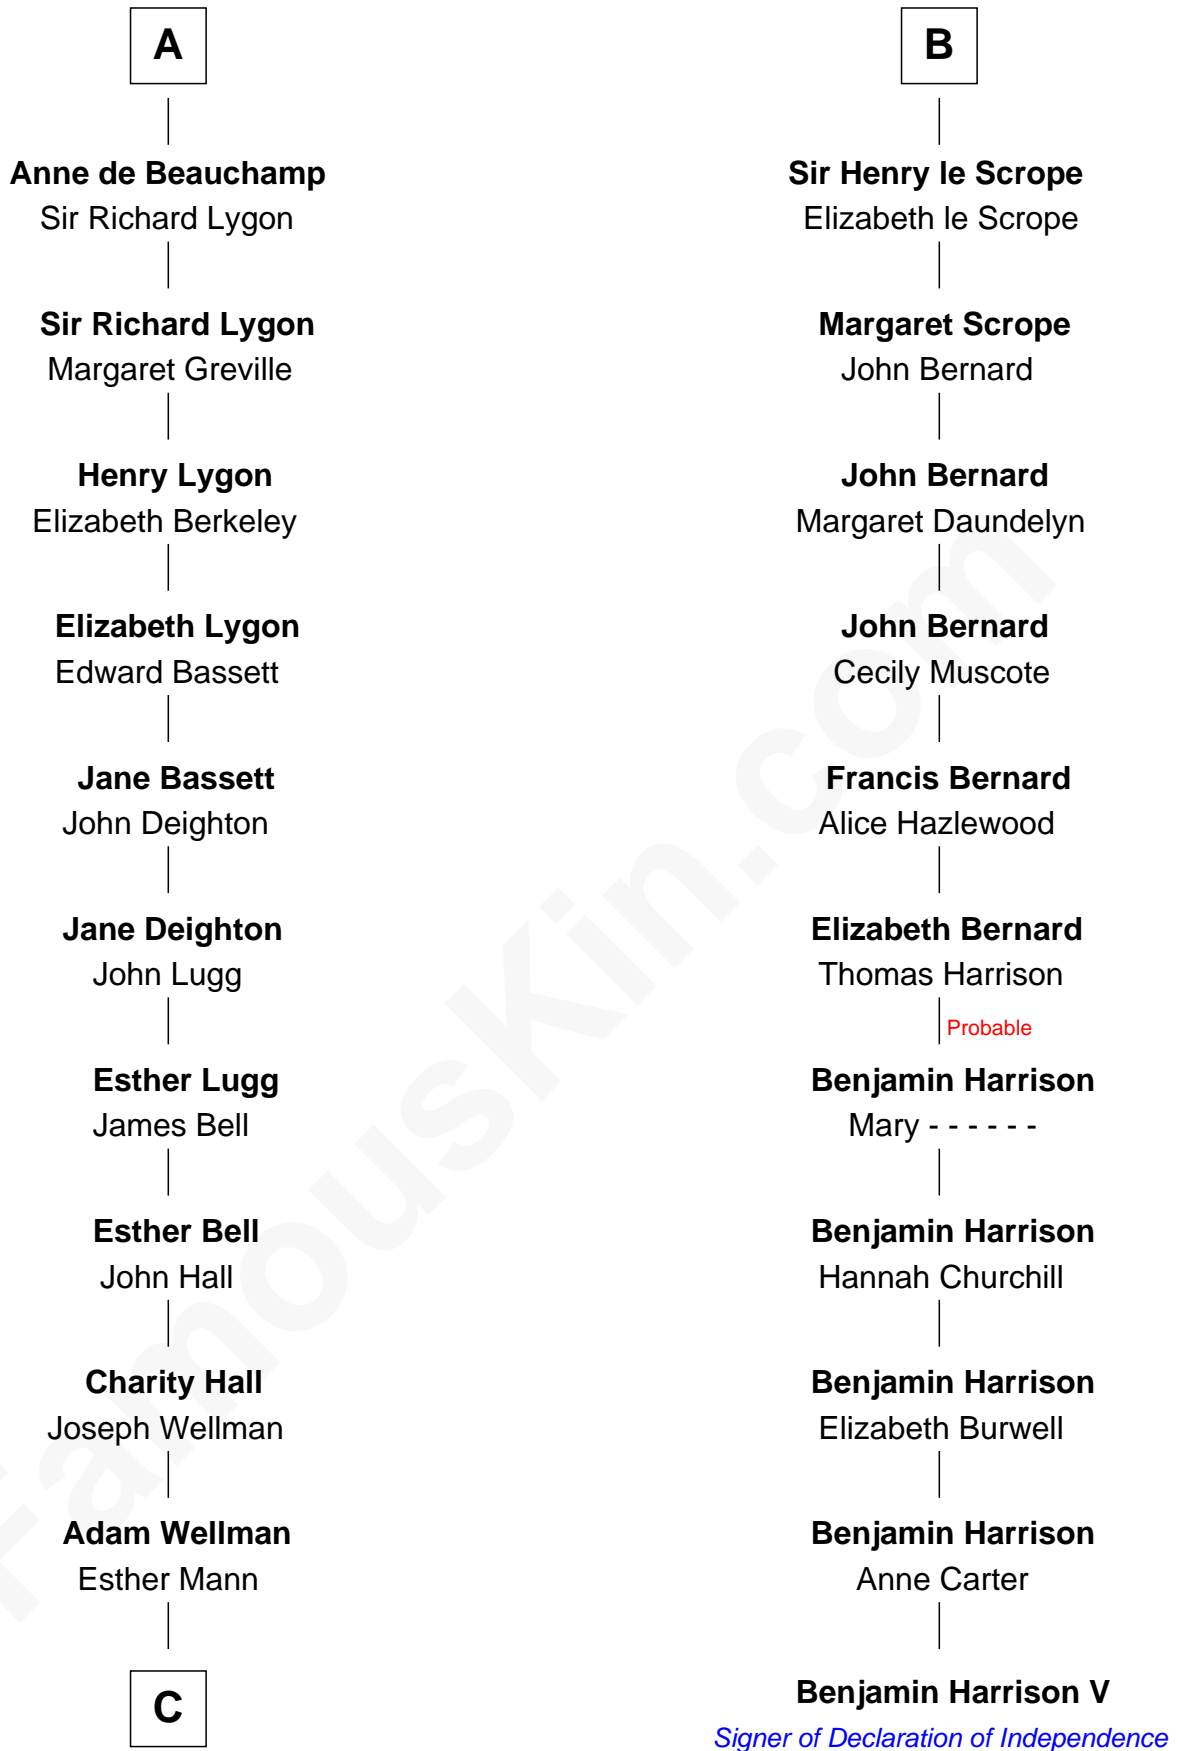 A
Anne de Beauchamp
Sir Richard Lygon
Sir Richard Lygon
Margaret Greville
Henry Lygon
Elizabeth Berkeley
Elizabeth Lygon
Edward Bassett
Jane Bassett
John Deighton
Jane Deighton
John Lugg
Esther Lugg
James Bell
Esther Bell
John Hall
Charity Hall
Joseph Wellman
Adam Wellman
Esther Mann
C
B
Sir Henry le Scrope
Elizabeth le Scrope
Margaret Scrope
John Bernard
John Bernard
Margaret Daundelyn
John Bernard
Cecily Muscote
Francis Bernard
Alice Hazlewood
Elizabeth Bernard
Thomas Harrison
Probable
Benjamin Harrison
Mary - - - - - -
Benjamin Harrison
Hannah Churchill
Benjamin Harrison
Elizabeth Burwell
Benjamin Harrison
Anne Carter
Benjamin Harrison V
Signer of Declaration of Independence
FamousKin.com